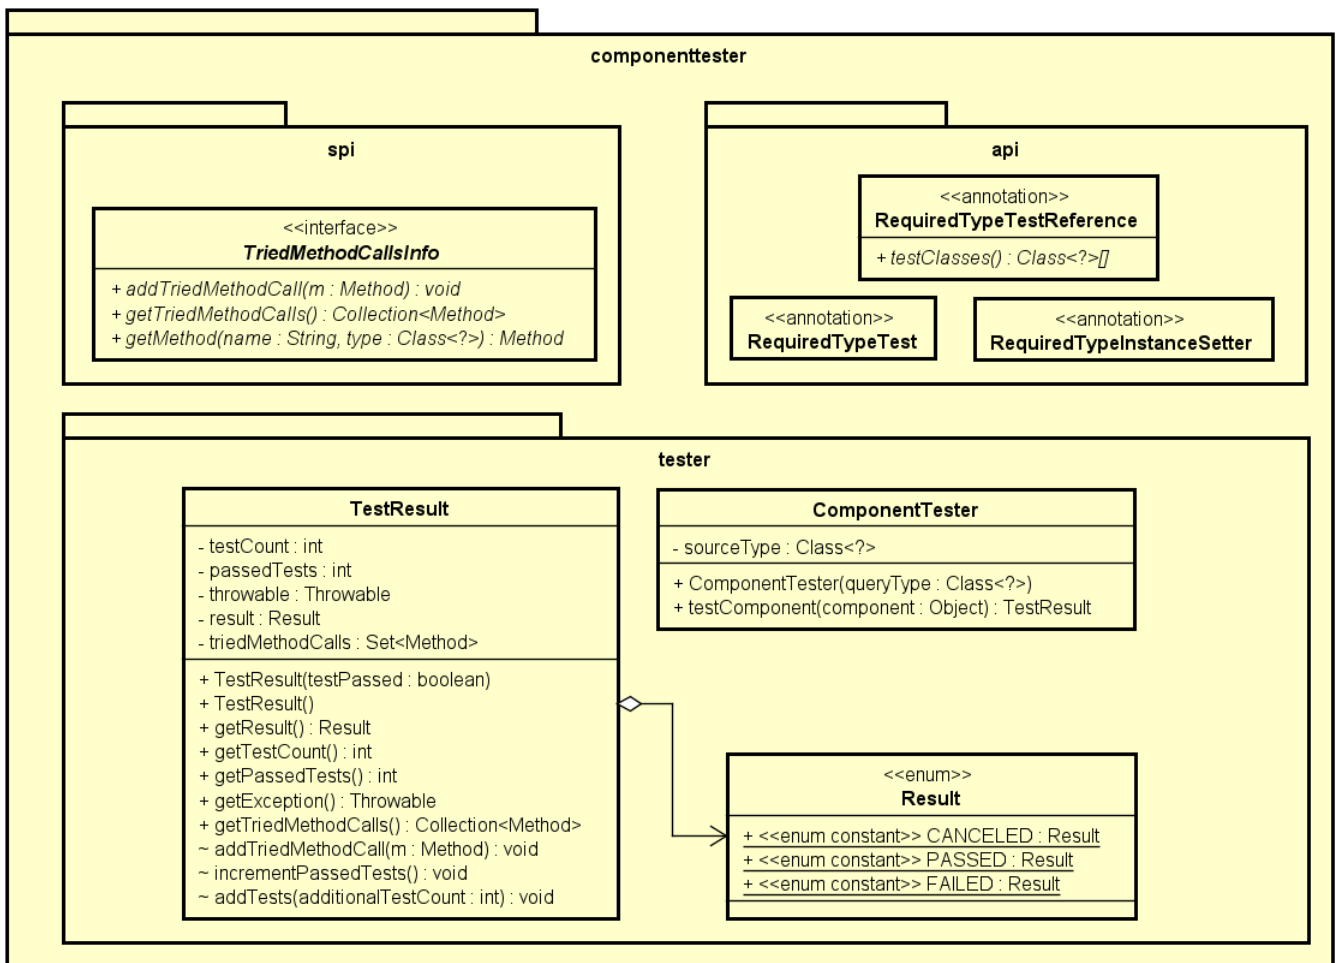 componenttester
spi
<<interface>>
TriedMethodCallsInfo
+ addTriedMethodCall(m : Method) : void
+ getTriedMethodCalls() : Collection<Method>
+ getMethod(name : String, type : Class<?>) : Method
api
<<annotation>>
RequiredTypeTestReference
+ testClasses() : Class<?>[]
<<annotation>>
RequiredTypeTest
<<annotation>>
RequiredTypeInstanceSetter
tester
TestResult
- testCount : int
- passedTests : int
- throwable : Throwable
- result : Result
- triedMethodCalls : Set<Method>
+ TestResult(testPassed : boolean)
+ TestResult()
+ getResult() : Result
+ getTestCount() : int
+ getPassedTests() : int
+ getException() : Throwable
+ getTriedMethodCalls() : Collection<Method>
~ addTriedMethodCall(m : Method) : void
~ incrementPassedTests() : void
~ addTests(additionalTestCount : int) : void
ComponentTester
- sourceType : Class<?>
+ ComponentTester(queryType : Class<?>)
+ testComponent(component : Object) : TestResult
<<enum>>
Result
+ <<enum constant>> CANCELED : Result
+ <<enum constant>> PASSED : Result
+ <<enum constant>> FAILED : Result